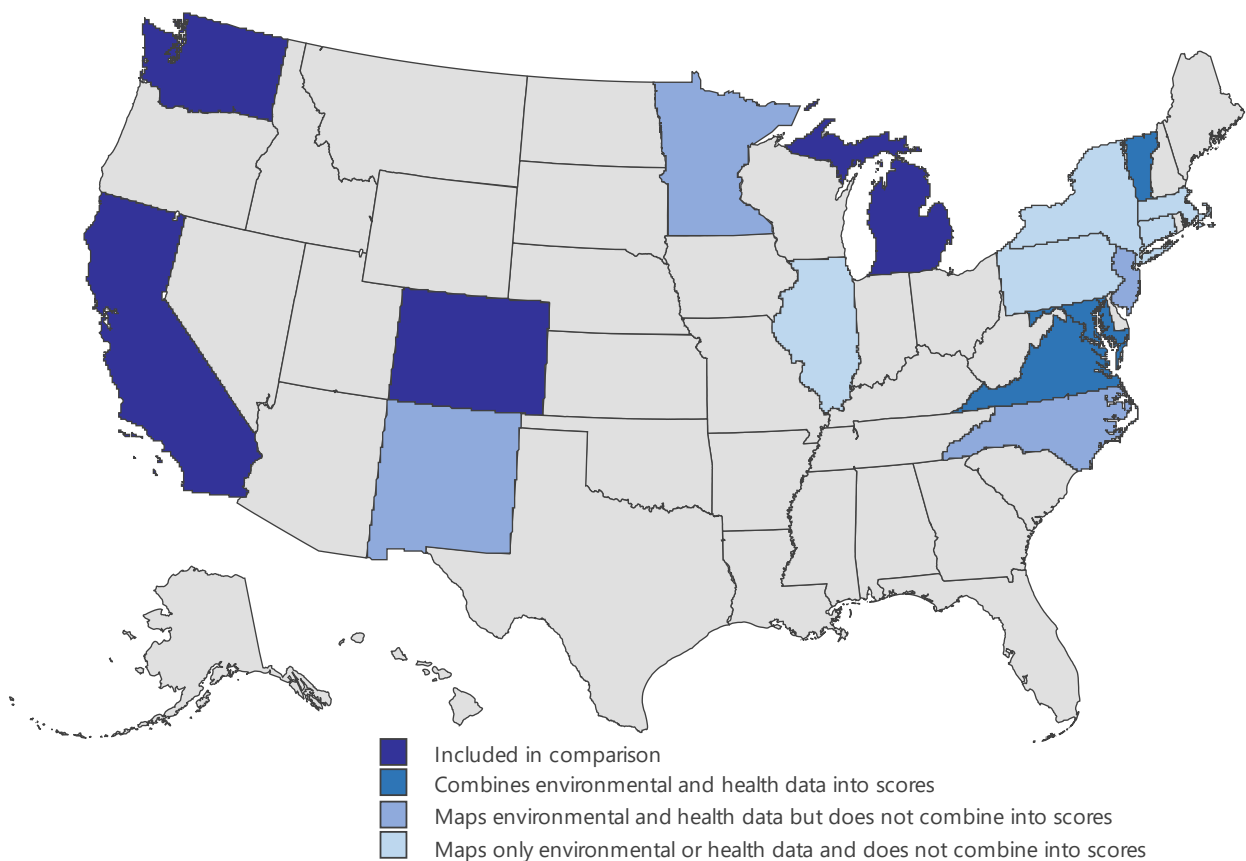 Included in comparison
Combines environmental and health data into scores
Maps environmental and health data but does not combine into scores
Maps only environmental or health data and does not combine into scores